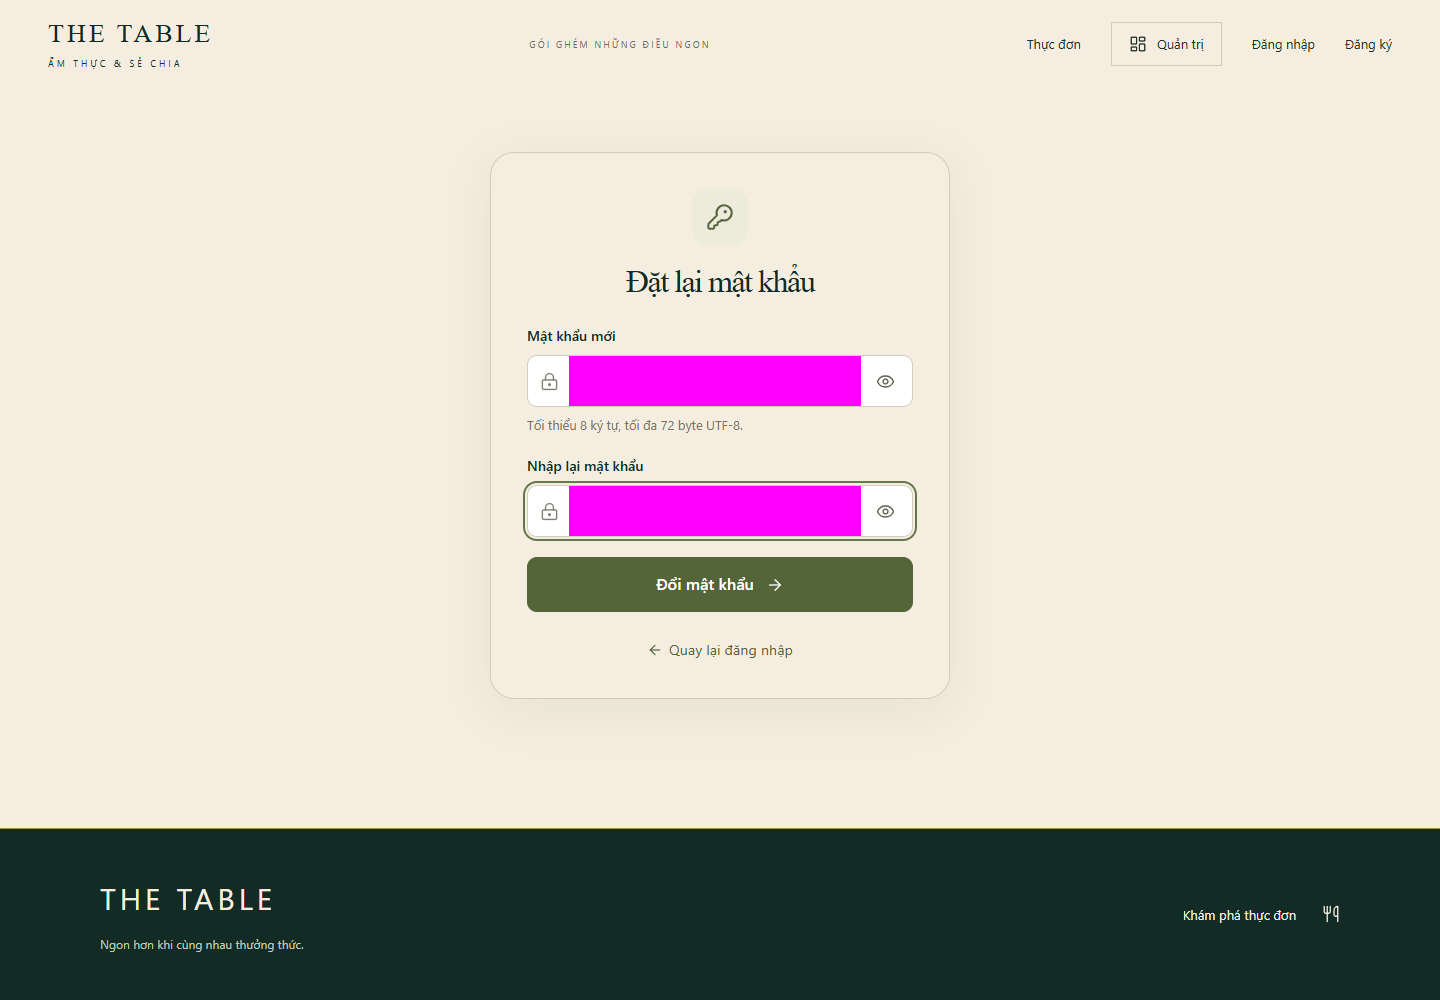 THE TABLE
ẨM THỰC & SẺ CHIA
GÓI GHÉM NHỮNG ĐIỀU NGON
Thực đơn
Quản trị
Đăng nhập
Đăng ký
Đặt lại mật khẩu
Mật khẩu mới
Tối thiểu 8 ký tự, tối đa 72 byte UTF-8.
Nhập lại mật khẩu
Đổi mật khẩu
Quay lại đăng nhập
THE TABLE
Ngon hơn khi cùng nhau thưởng thức.
Khám phá thực đơn